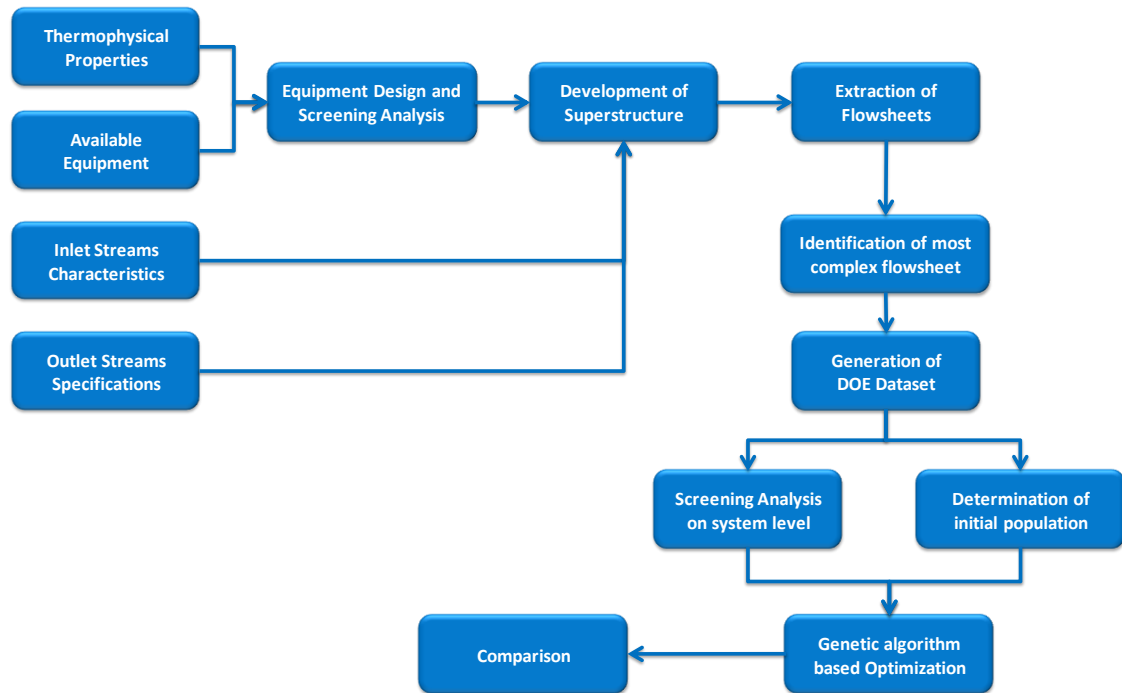 Thermophysical
Properties
Available
Equipment
Equipment Design and
Screening Analysis
Development of
Superstructure
Extraction of
Flowsheets
Inlet Streams
Characteristics
Outlet Streams
Specifications
Identification of most
complex flowsheet
Generation of
DOE Dataset
Screening Analysis
on system level
Determination of
initial population
Genetic algorithm
based Optimization
Comparison